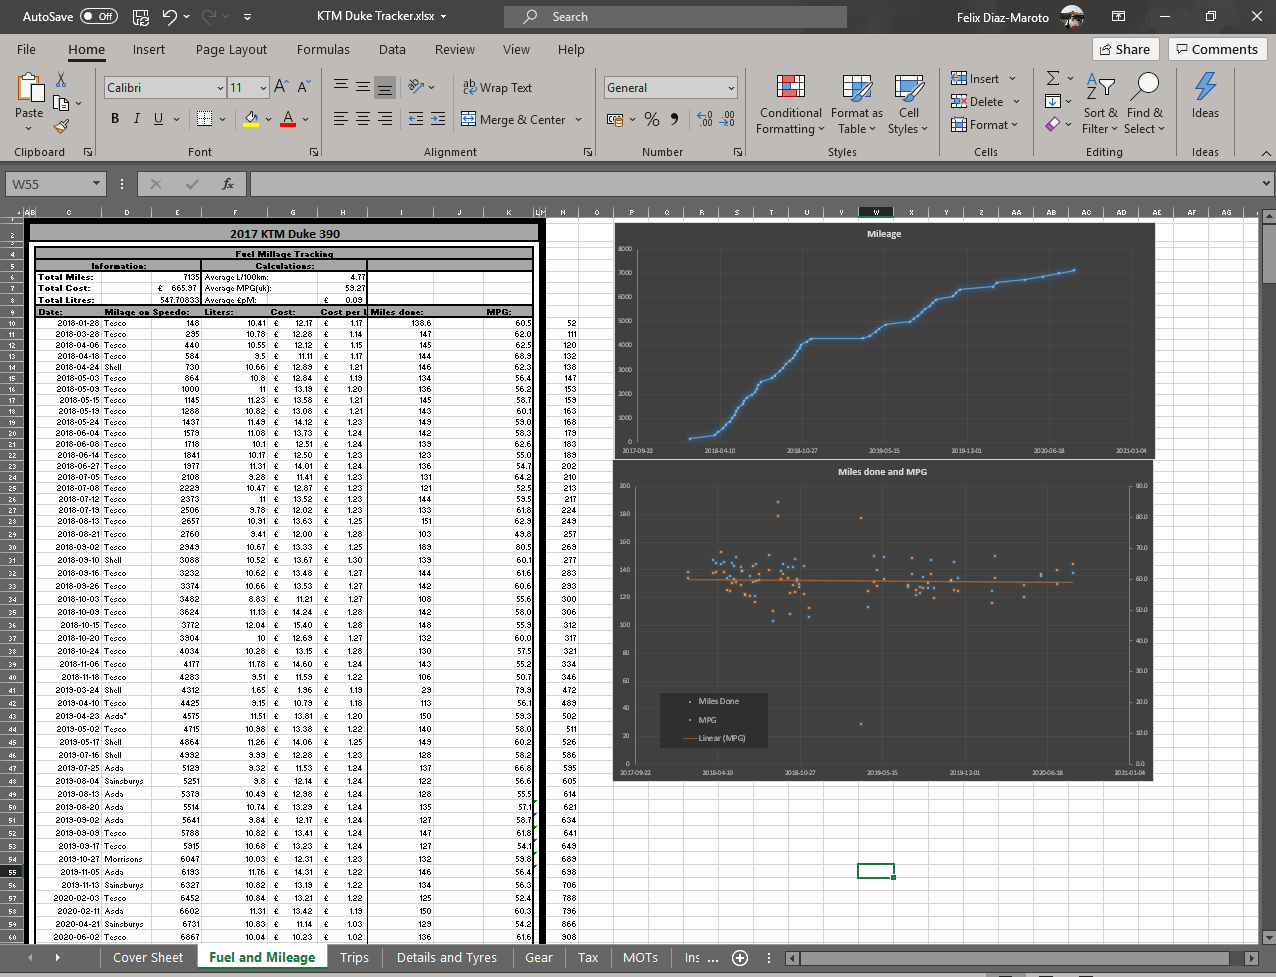 AutoSave Off KTM Duke Tracker.xlsx Search Felix Diaz-Maroto
File Home Insert Page Layout Formulas Data Review View Help Share Comments
Calibri 11 Wrap Text General Insert
Paste Merge & Center Conditional Formatting Format as Table Cell Styles Delete Format Sort & Filter Find & Select Ideas
Clipboard Font Alignment Number Styles Cells Editing Ideas
W55 fx
A B C D E F G H I J K L M N O P Q R S T U V W X Y Z AA AB AC AD AE AF AG
2017 KTM Duke 390
Fuel Millage Tracking
Information: Calculations:
Total Miles: 7135 Average L/100km: 4.77
Total Cost: £ 665.97 Average MPG(uk): 59.27
Total Litres: 547.70833 Average £pM: £ 0.09
Date: Milage on Speedo: Liters: Cost: Cost per L Miles done: MPG:
2018-01-28 Tesco 148 10.41 £ 12.17 £ 1.17 138.6 60.5 52
2018-03-28 Tesco 295 10.78 £ 12.28 £ 1.14 147 62.0 111
2018-04-06 Tesco 440 10.55 £ 12.12 £ 1.15 145 62.5 120
2018-04-18 Tesco 584 9.5 £ 11.11 £ 1.17 144 68.9 132
2018-04-24 Shell 730 10.66 £ 12.89 £ 1.21 146 62.3 138
2018-05-03 Tesco 864 10.8 £ 12.84 £ 1.19 134 56.4 147
2018-05-09 Tesco 1000 11 £ 13.19 £ 1.20 136 56.2 153
2018-05-15 Tesco 1145 11.23 £ 13.58 £ 1.21 145 58.7 159
2018-05-19 Tesco 1288 10.82 £ 13.08 £ 1.21 143 60.1 163
2018-05-24 Tesco 1437 11.49 £ 14.12 £ 1.23 149 59.0 168
2018-06-04 Tesco 1579 11.08 £ 13.73 £ 1.24 142 58.3 179
2018-06-08 Tesco 1718 10.1 £ 12.51 £ 1.24 139 62.6 183
2018-06-14 Tesco 1841 10.17 £ 12.50 £ 1.23 123 55.0 189
2018-06-27 Tesco 1977 11.31 £ 14.01 £ 1.24 136 54.7 202
2018-07-05 Tesco 2108 9.28 £ 11.41 £ 1.23 131 64.2 210
2018-07-08 Tesco 2229 10.47 £ 12.87 £ 1.23 121 52.5 213
2018-07-12 Tesco 2373 11 £ 13.52 £ 1.23 144 59.5 217
2018-07-19 Tesco 2506 9.78 £ 12.02 £ 1.23 133 61.8 224
2018-08-13 Tesco 2657 10.91 £ 13.63 £ 1.25 151 62.9 249
2018-08-21 Tesco 2760 9.41 £ 12.00 £ 1.28 103 49.8 257
2018-09-02 Tesco 2949 10.67 £ 13.33 £ 1.25 189 80.5 269
2018-09-10 Shell 3088 10.52 £ 13.67 £ 1.30 139 60.1 277
2018-09-16 Tesco 3232 10.62 £ 13.48 £ 1.27 144 61.6 283
2018-09-26 Tesco 3374 10.66 £ 13.53 £ 1.27 142 60.6 293
2018-10-03 Tesco 3482 8.83 £ 11.21 £ 1.27 108 55.6 300
2018-10-09 Tesco 3624 11.13 £ 14.24 £ 1.28 142 58.0 306
2018-10-15 Tesco 3772 12.04 £ 15.40 £ 1.28 148 55.9 312
2018-10-20 Tesco 3904 10 £ 12.69 £ 1.27 132 60.0 317
2018-10-24 Tesco 4034 10.28 £ 13.15 £ 1.28 130 57.5 321
2018-11-06 Tesco 4177 11.78 £ 14.60 £ 1.24 143 55.2 334
2018-11-18 Tesco 4283 9.51 £ 11.59 £ 1.22 106 50.7 346
2019-03-24 Shell 4312 1.65 £ 1.96 £ 1.19 29 79.9 472
2019-04-10 Tesco 4425 9.15 £ 10.79 £ 1.18 113 56.1 489
2019-04-23 Asda* 4575 11.51 £ 13.81 £ 1.20 150 59.3 502
2019-05-02 Tesco 4715 10.98 £ 13.38 £ 1.22 140 58.0 511
2019-05-17 Shell 4864 11.26 £ 14.06 £ 1.25 149 60.2 526
2019-07-16 Shell 4992 9.99 £ 12.28 £ 1.23 128 58.2 586
2019-07-25 Asda 5129 9.32 £ 11.53 £ 1.24 137 66.8 595
2019-08-04 Sainsburys 5251 9.8 £ 12.14 £ 1.24 122 56.6 605
2019-08-13 Asda 5379 10.49 £ 12.98 £ 1.24 128 55.5 614
2019-08-20 Asda 5514 10.74 £ 13.29 £ 1.24 135 57.1 621
2019-09-02 Asda 5641 9.84 £ 12.17 £ 1.24 127 58.7 634
2019-09-09 Tesco 5788 10.82 £ 13.41 £ 1.24 147 61.8 641
2019-09-17 Tesco 5915 10.68 £ 13.23 £ 1.24 127 54.1 649
2019-10-27 Morrisons 6047 10.03 £ 12.31 £ 1.23 132 59.8 689
2019-11-05 Asda 6193 11.76 £ 14.31 £ 1.22 146 56.4 698
2019-11-13 Sainsburys 6327 10.82 £ 13.19 £ 1.22 134 56.3 706
2020-02-03 Tesco 6452 10.84 £ 13.21 £ 1.22 125 52.4 788
2020-02-11 Asda 6602 11.31 £ 13.42 £ 1.19 150 60.3 796
2020-04-21 Sainsburys 6731 10.83 £ 11.14 £ 1.03 129 54.2 866
2020-06-02 Tesco 6867 10.04 £ 10.23 £ 1.02 136 61.6 908
Mileage
8000
7000
6000
5000
4000
3000
2000
1000
0
2017-09-22 2018-04-10 2018-10-27 2019-05-15 2019-12-01 2020-06-18 2021-01-04
Miles done and MPG
200 90.0
180 80.0
160 70.0
140 60.0
120 50.0
100 40.0
80 30.0
60 20.0
40 10.0
20 0.0
0
Miles Done
MPG
Linear (MPG)
2017-09-22 2018-04-10 2018-10-27 2019-05-15 2019-12-01 2020-06-18 2021-01-04
Cover Sheet Fuel and Mileage Trips Details and Tyres Gear Tax MOTs Ins ...